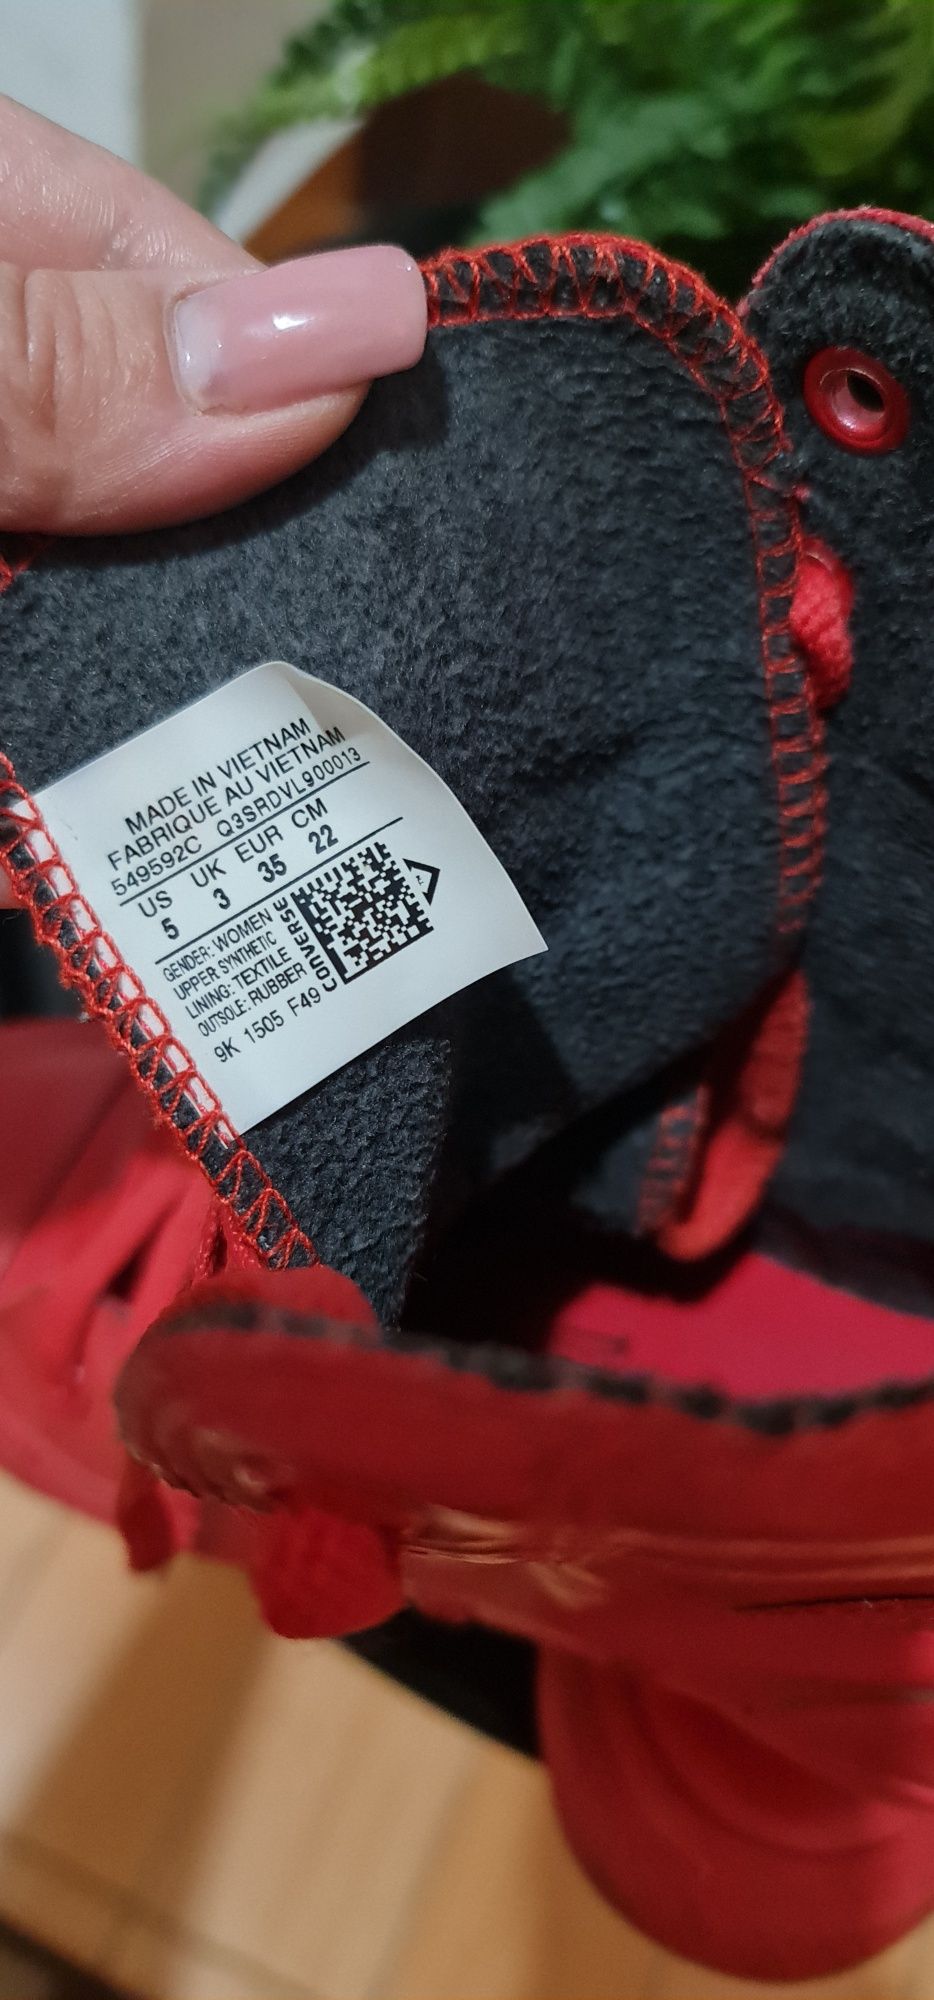 MADE IN VIETNAM
FABRIQUE AU VIETNAM
549592C Q3SRDVL900013
US UK EUR CM
5 3 35 22
GENDER: WOMEN
UPPER SYNTHETIC
LINING: TEXTILE
OUTSOLE: RUBBER
CONVERSE
9K 1505 F49